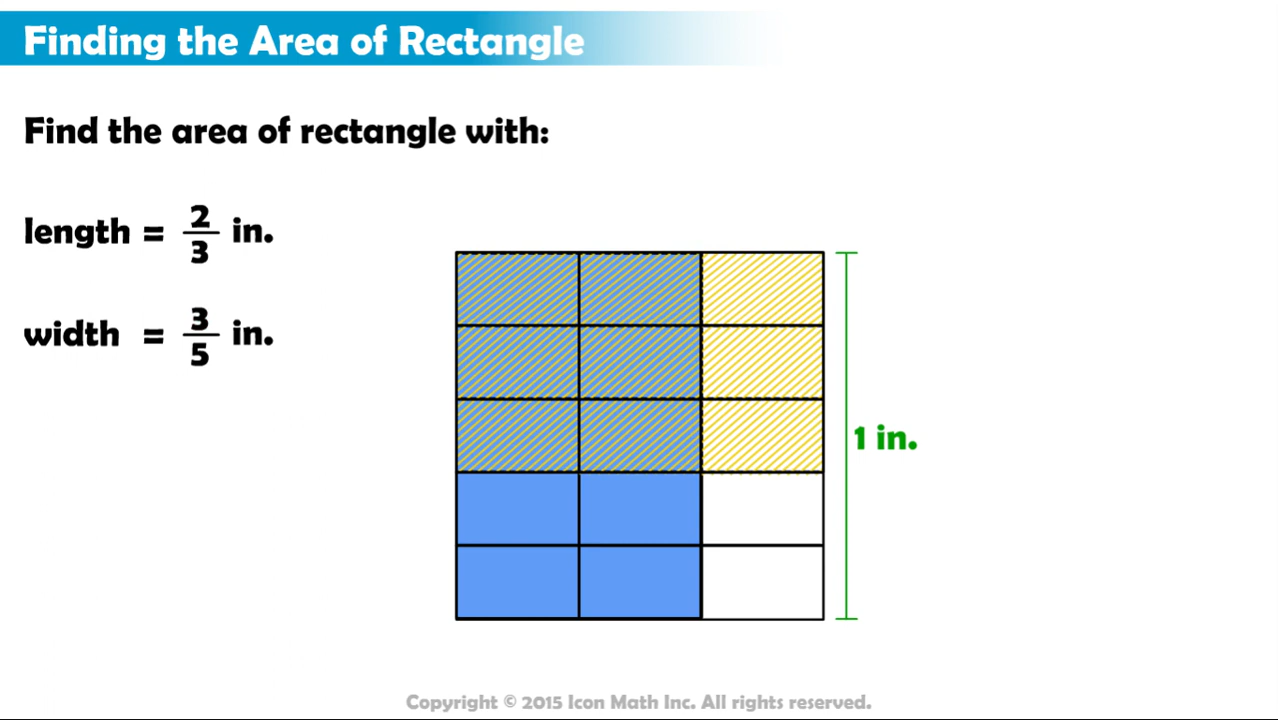 Finding the Area of Rectangle
Find the area of rectangle with:
length = 2/3 in.
width = 3/5 in.
1 in.
Copyright © 2015 Icon Math Inc. All rights reserved.